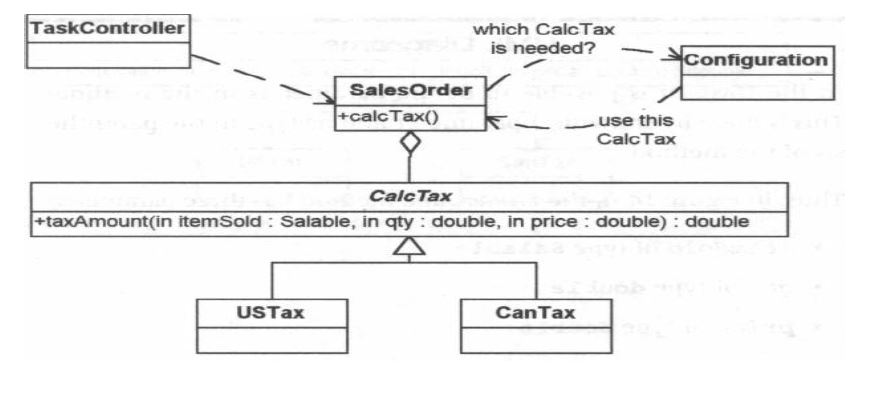 TaskController
which CalcTax
is needed?
Configuration
SalesOrder
+calcTax()
use this
CalcTax
CalcTax
+taxAmount(in itemSold : Salable, in qty : double, in price : double) : double
USTax
CanTax